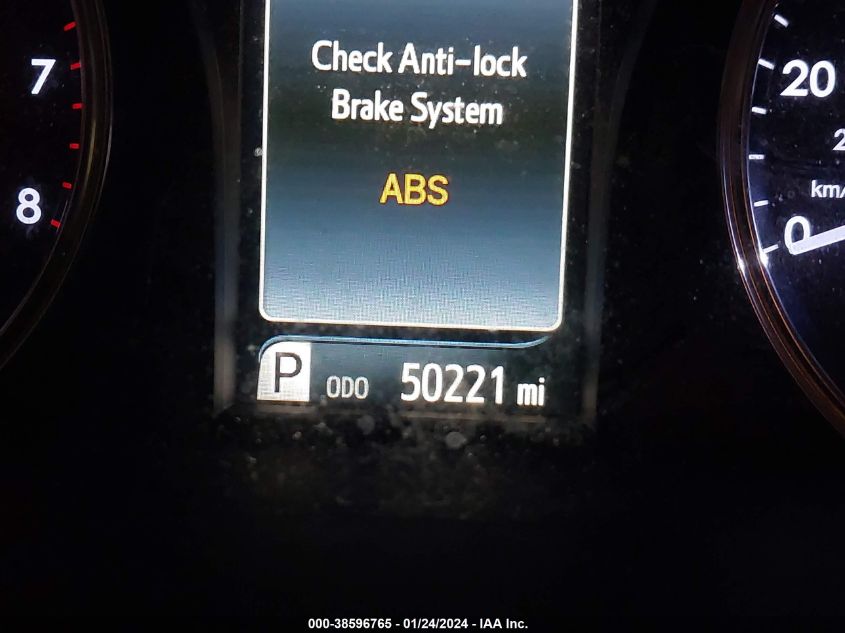 Check Anti-lock
Brake System
ABS
7
8
20
km/
0
P ODO 50221 mi
000-38596765 - 01/24/2024 - IAA Inc.